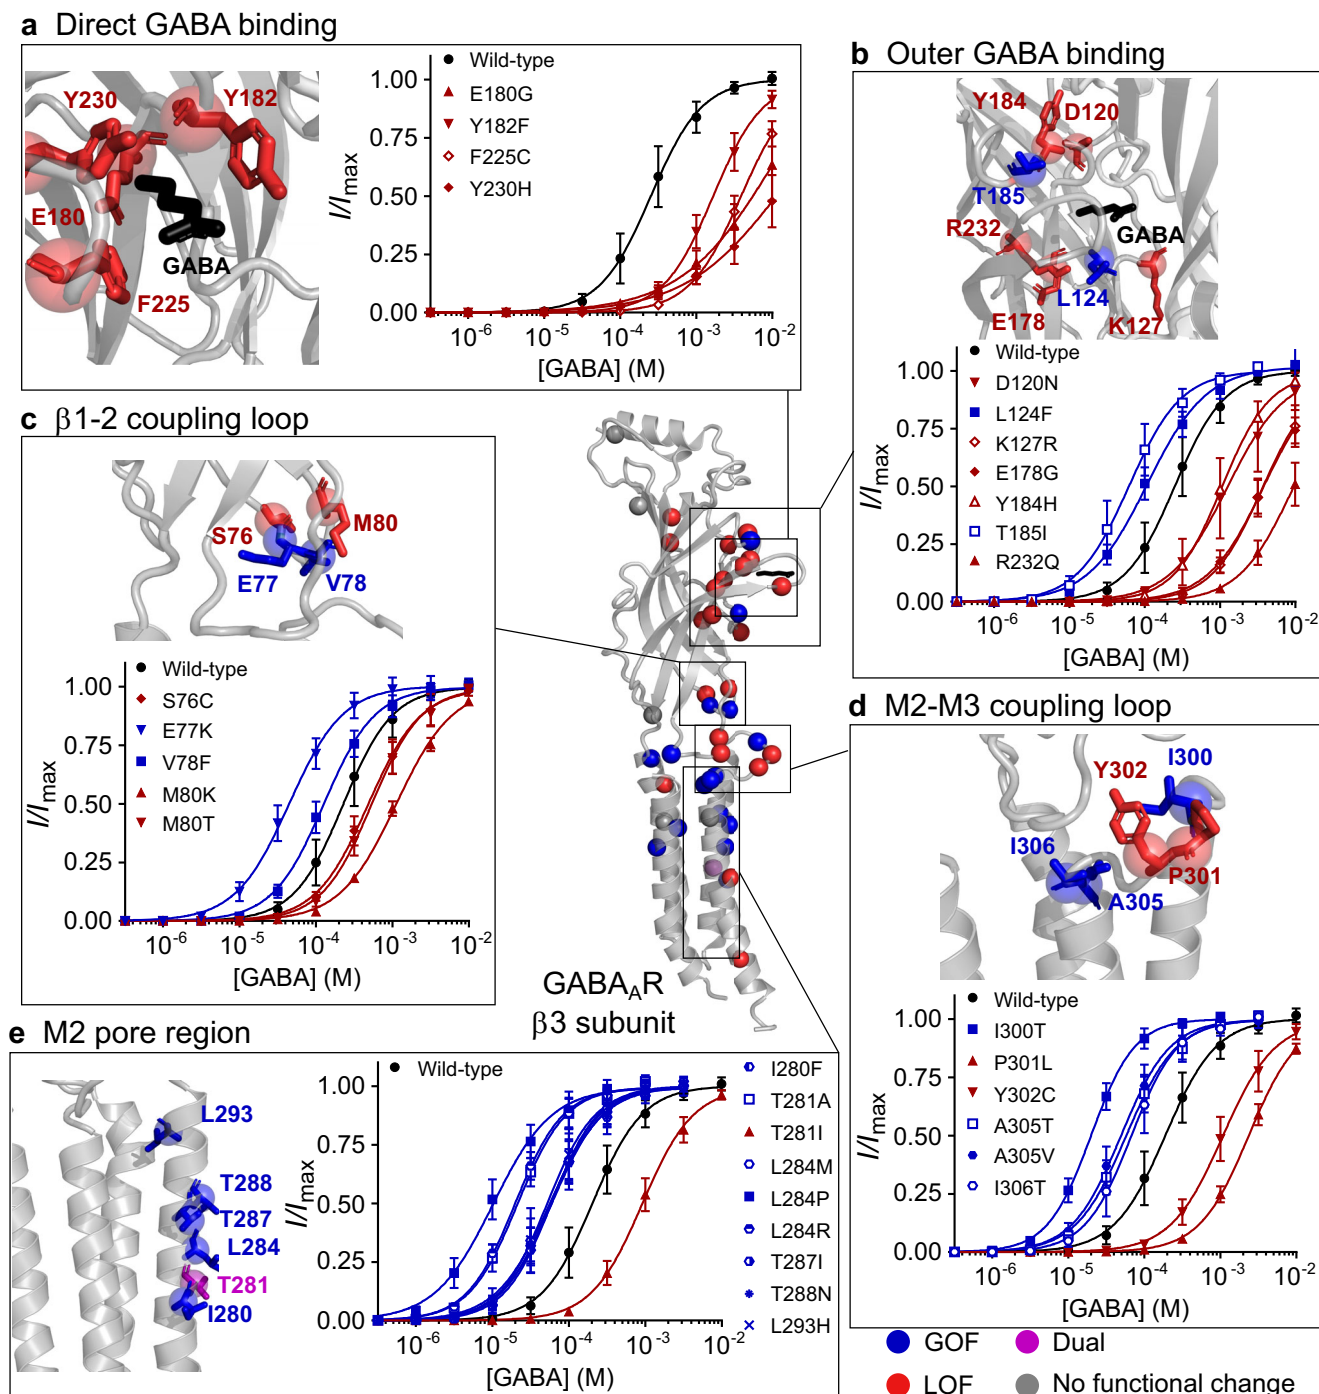 a Direct GABA binding
Y230
Y182
E180
GABA
F225
Wild-type
E180G
Y182F
F225C
Y230H
I/Imax
1.00
0.75
0.50
0.25
0.00
10-6
10-5
10-4
10-3
10-2
[GABA] (M)
b Outer GABA binding
Y184
D120
T185
R232
GABA
L124
E178
K127
Wild-type
D120N
L124F
K127R
E178G
Y184H
T185I
R232Q
I/Imax
1.00
0.75
0.50
0.25
0.00
10-6
10-5
10-4
10-3
10-2
[GABA] (M)
c β1-2 coupling loop
S76
M80
E77
V78
Wild-type
S76C
E77K
V78F
M80K
M80T
I/Imax
1.00
0.75
0.50
0.25
0.00
10-6
10-5
10-4
10-3
10-2
[GABA] (M)
GABAAR
β3 subunit
d M2-M3 coupling loop
I300
Y302
I306
P301
A305
Wild-type
I300T
P301L
Y302C
A305T
A305V
I306T
I/Imax
1.00
0.75
0.50
0.25
0.00
10-6
10-5
10-4
10-3
10-2
[GABA] (M)
e M2 pore region
L293
T288
T287
L284
T281
I280
Wild-type
I280F
T281A
T281I
L284M
L284P
L284R
T287I
T288N
L293H
I/Imax
1.00
0.75
0.50
0.25
0.00
10-6
10-5
10-4
10-3
10-2
[GABA] (M)
GOF
Dual
LOF
No functional change